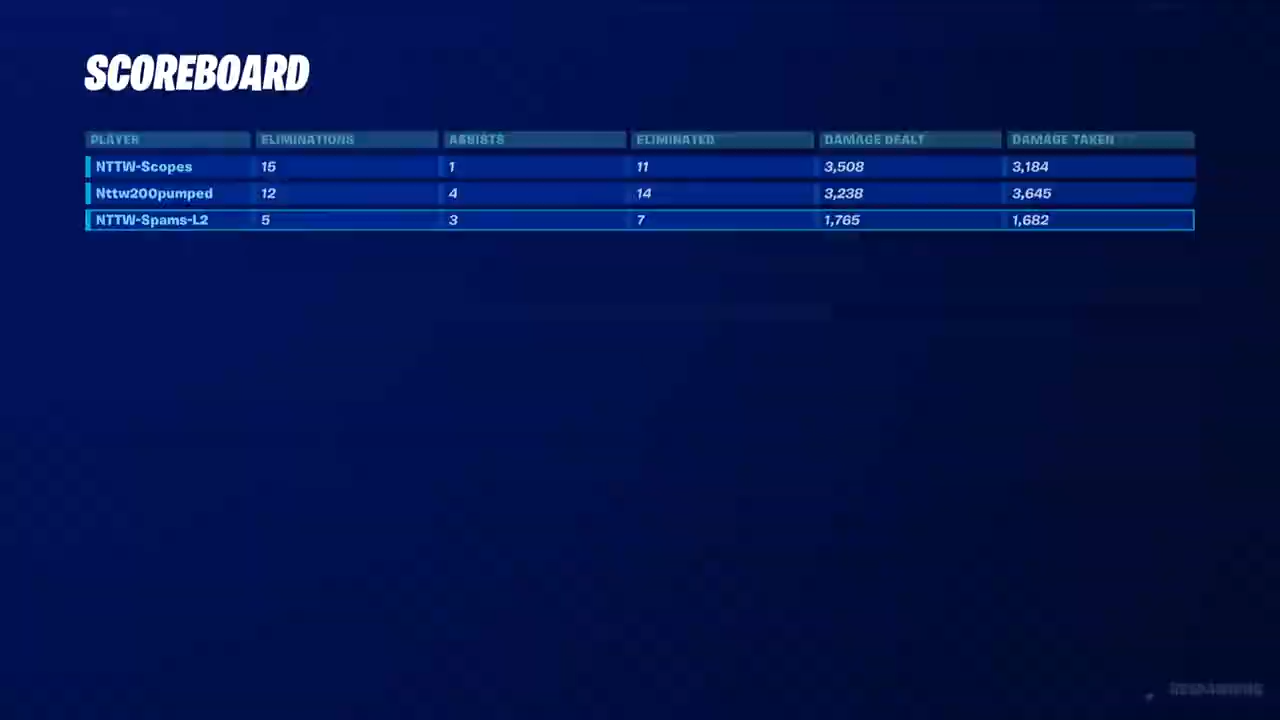 SCOREBOARD
PLAYER ELIMINATIONS ASSISTS ELIMINATED DAMAGE DEALT DAMAGE TAKEN
NTTW-Scopes 15 1 11 3,508 3,184
Nttw200pumped 12 4 14 3,238 3,645
NTTW-Spams-L2 5 3 7 1,765 1,682